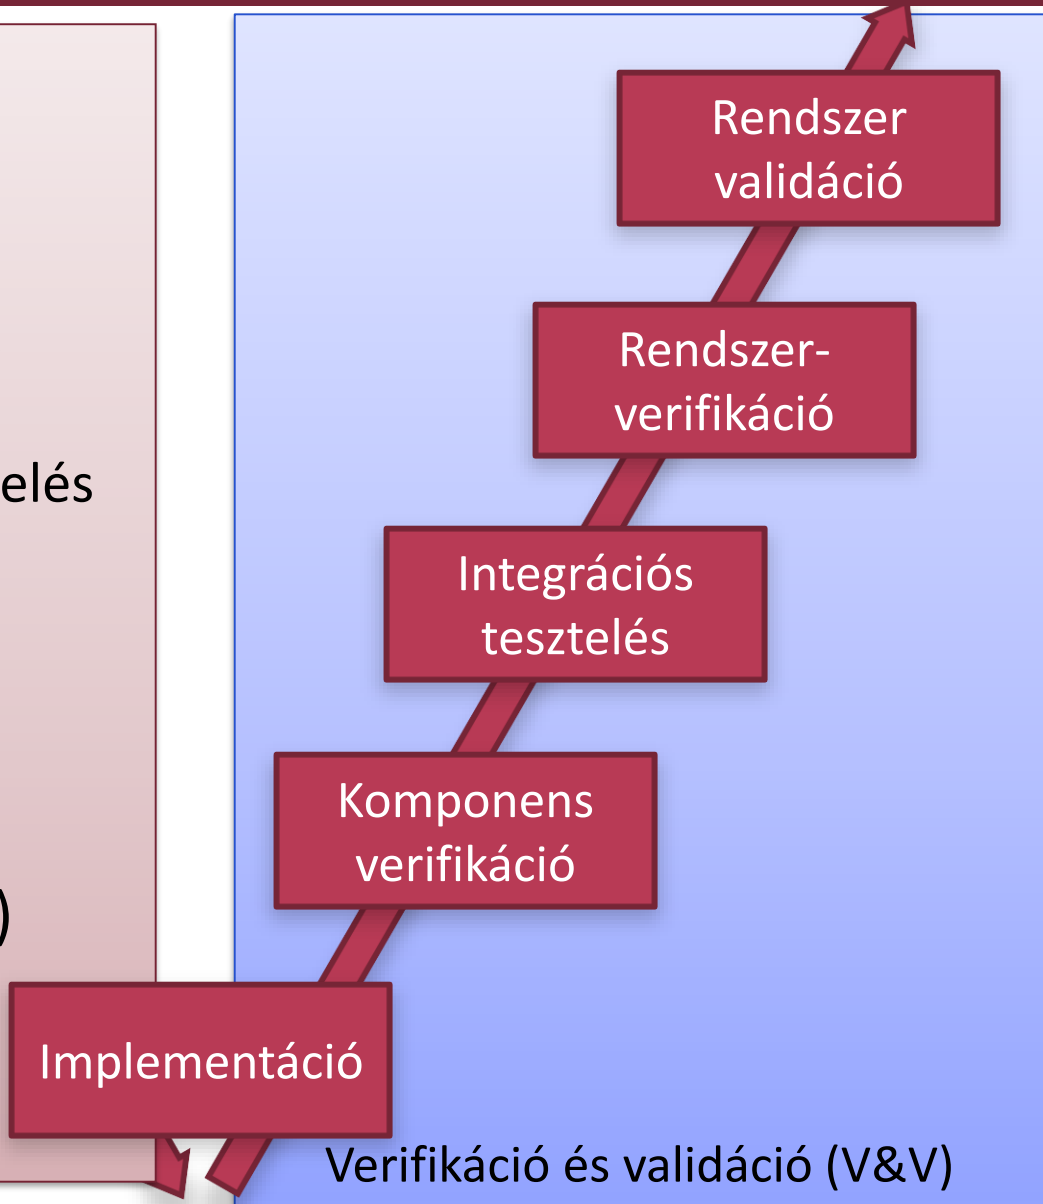 Rendszer
validáció
Rendszer-
verifikáció
elés
Integrációs
tesztelés
Komponens
verifikáció
)
Implementáció
Verifikáció és validáció (V&V)